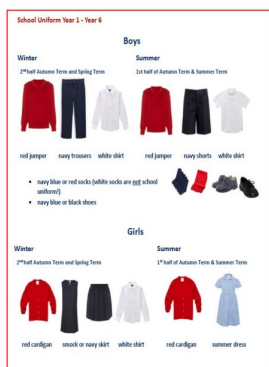 School Uniform Year 1 - Year 6
Boys
Winter
2nd half Autumn Term and Spring Term
Summer
1st half of Autumn Term & Summer Term
red jumper navy trousers white shirt
red jumper navy shorts white shirt
• navy blue or red socks (white socks are not school
uniform!)
• navy blue or black shoes
Girls
Winter
2nd half Autumn Term and Spring Term
Summer
1st half of Autumn Term & Summer Term
red cardigan smock or navy skirt white shirt
red cardigan summer dress